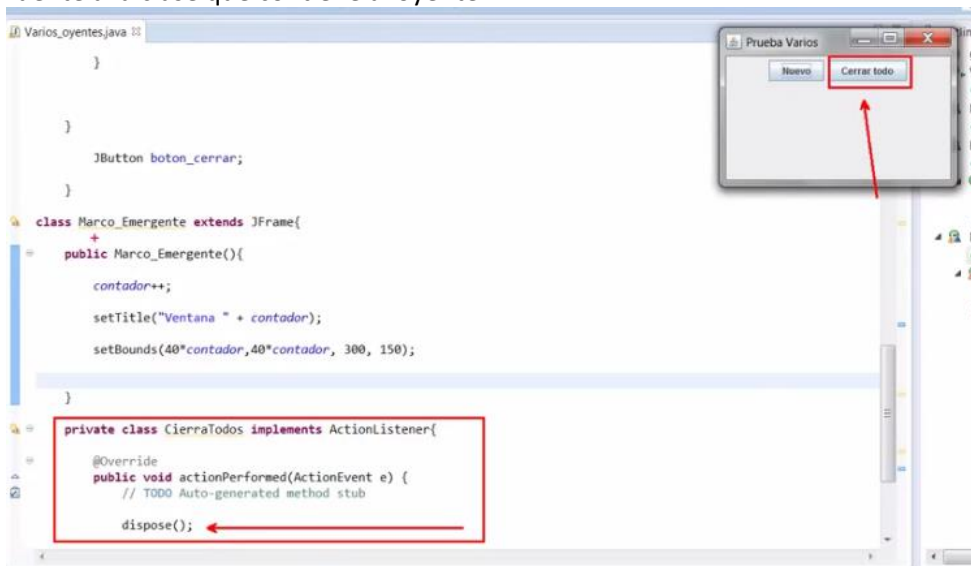 Varios_oyentes.java
}
}
JButton boton_cerrar;
}
class Marco_Emergente extends JFrame{
public Marco_Emergente(){
contador++;
setTitle("Ventana " + contador);
setBounds(40*contador,40*contador, 300, 150);
}
private class CierraTodos implements ActionListener{
@Override
public void actionPerformed(ActionEvent e) {
// TODO Auto-generated method stub
dispose();
Prueba Varios
Nuevo
Cerrar todo